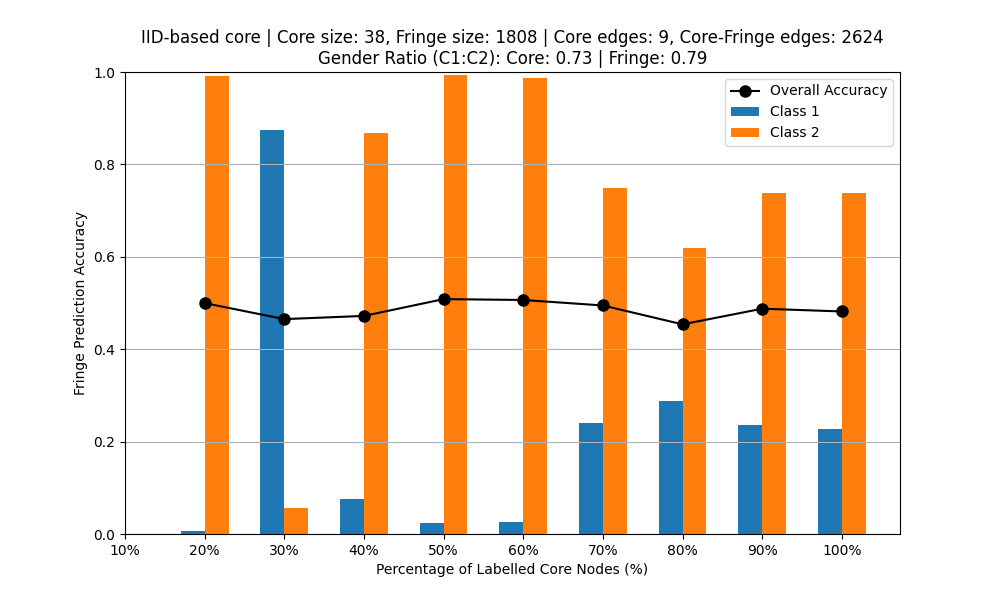 IID-based core | Core size: 38, Fringe size: 1808 | Core edges: 9, Core-Fringe edges: 2624
Gender Ratio (C1:C2): Core: 0.73 | Fringe: 0.79
1.0
0.8
0.6
0.4
0.2
0.0
Fringe Prediction Accuracy
Overall Accuracy
Class 1
Class 2
10% 20% 30% 40% 50% 60% 70% 80% 90% 100%
Percentage of Labelled Core Nodes (%)